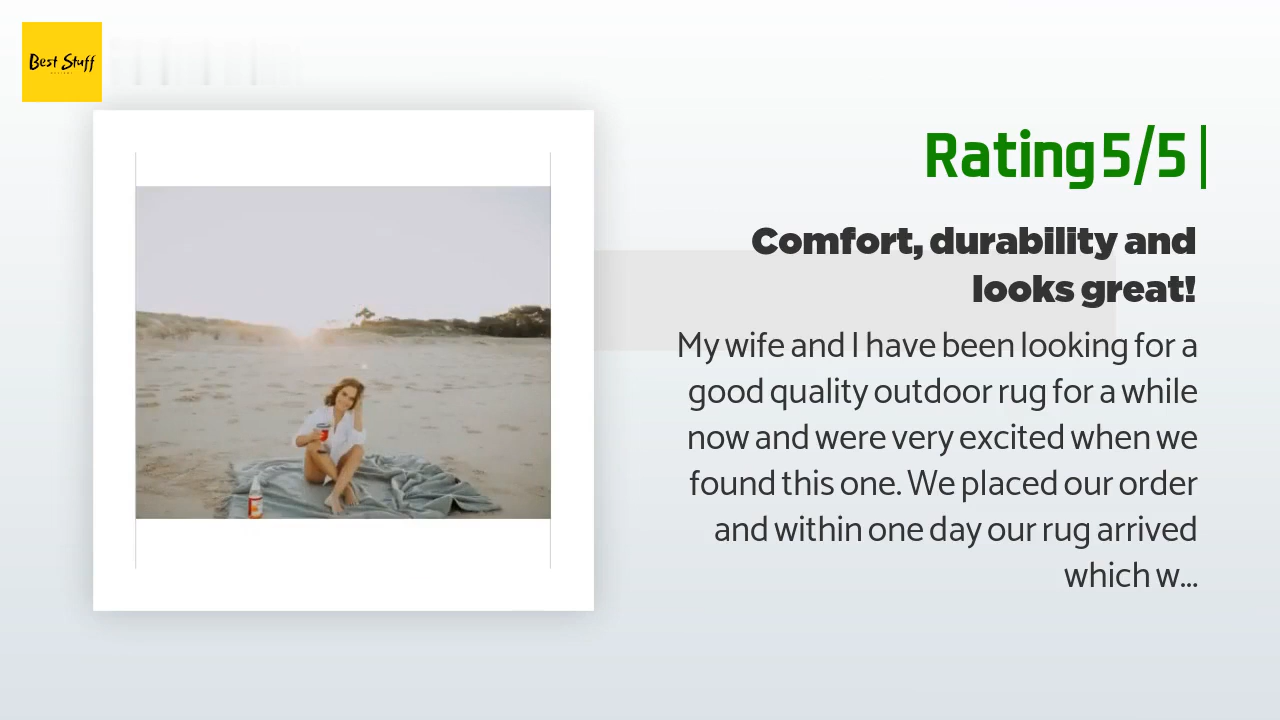 Best Stuff
Rating 5/5
Comfort, durability and
looks great!
My wife and I have been looking for a
good quality outdoor rug for a while
now and were very excited when we
found this one. We placed our order
and within one day our rug arrived
which w...